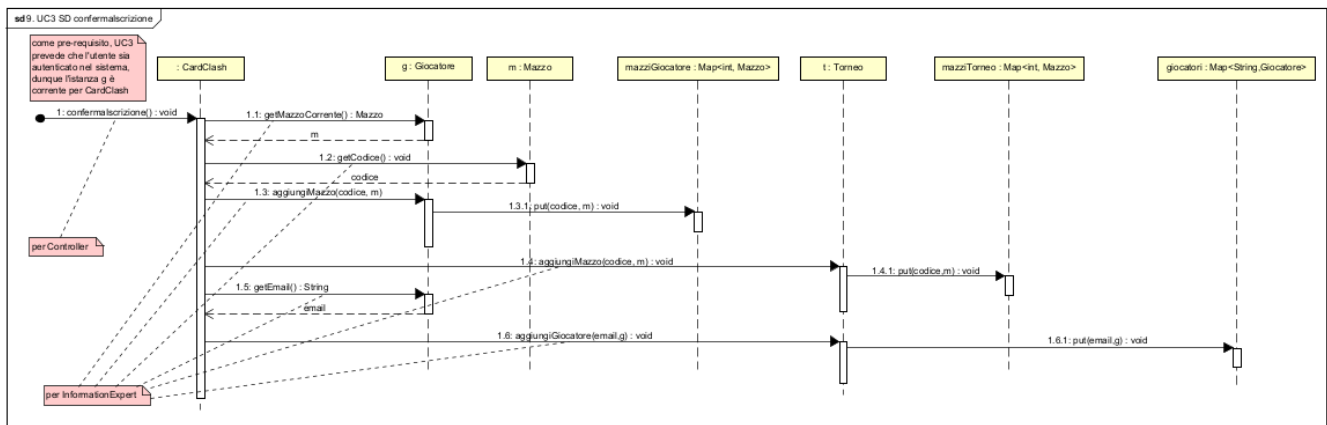 sd 9. UC3 SD confermaIscrizione
come pre-requisito, UC3
prevede che l'utente sia
autenticato nel sistema,
dunque l'istanza g è
corrente per CardClash
: CardClash
g : Giocatore
m : Mazzo
mazziGiocatore : Map<int, Mazzo>
t : Torneo
mazziTorneo : Map<int, Mazzo>
giocatori : Map<String,Giocatore>
1: confermaIscrizione() : void
1.1: getMazzoCorrente() : Mazzo
m
1.2: getCodice() : void
codice
1.3: aggiungiMazzo(codice, m)
1.3.1: put(codice, m) : void
per Controller
1.4: aggiungiMazzo(codice, m) : void
1.4.1: put(codice,m) : void
1.5: getEmail() : String
email
1.6: aggiungiGiocatore(email,g) : void
1.6.1: put(email,g) : void
per InformationExpert